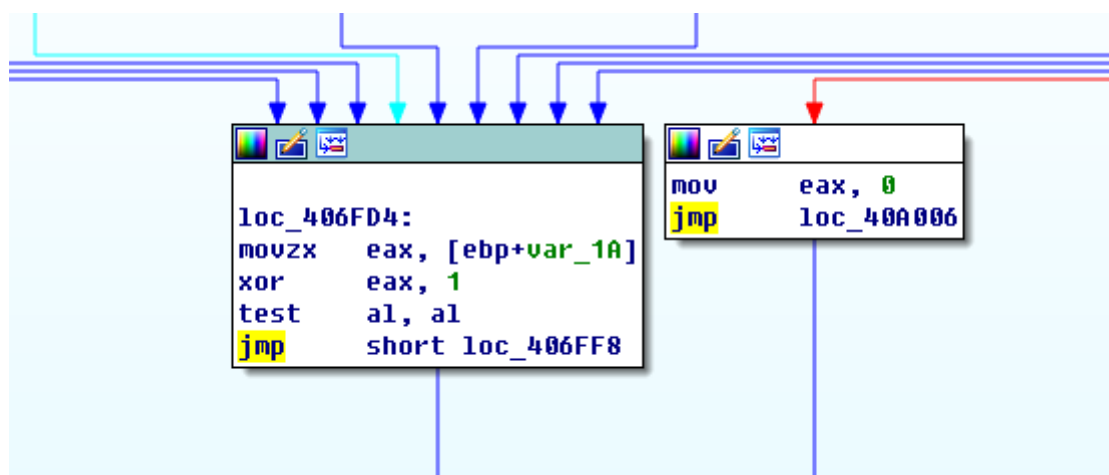 loc_406FD4:
movzx eax, [ebp+var_1A]
xor eax, 1
test al, al
jmp short loc_406FF8
mov eax, 0
jmp loc_40A006